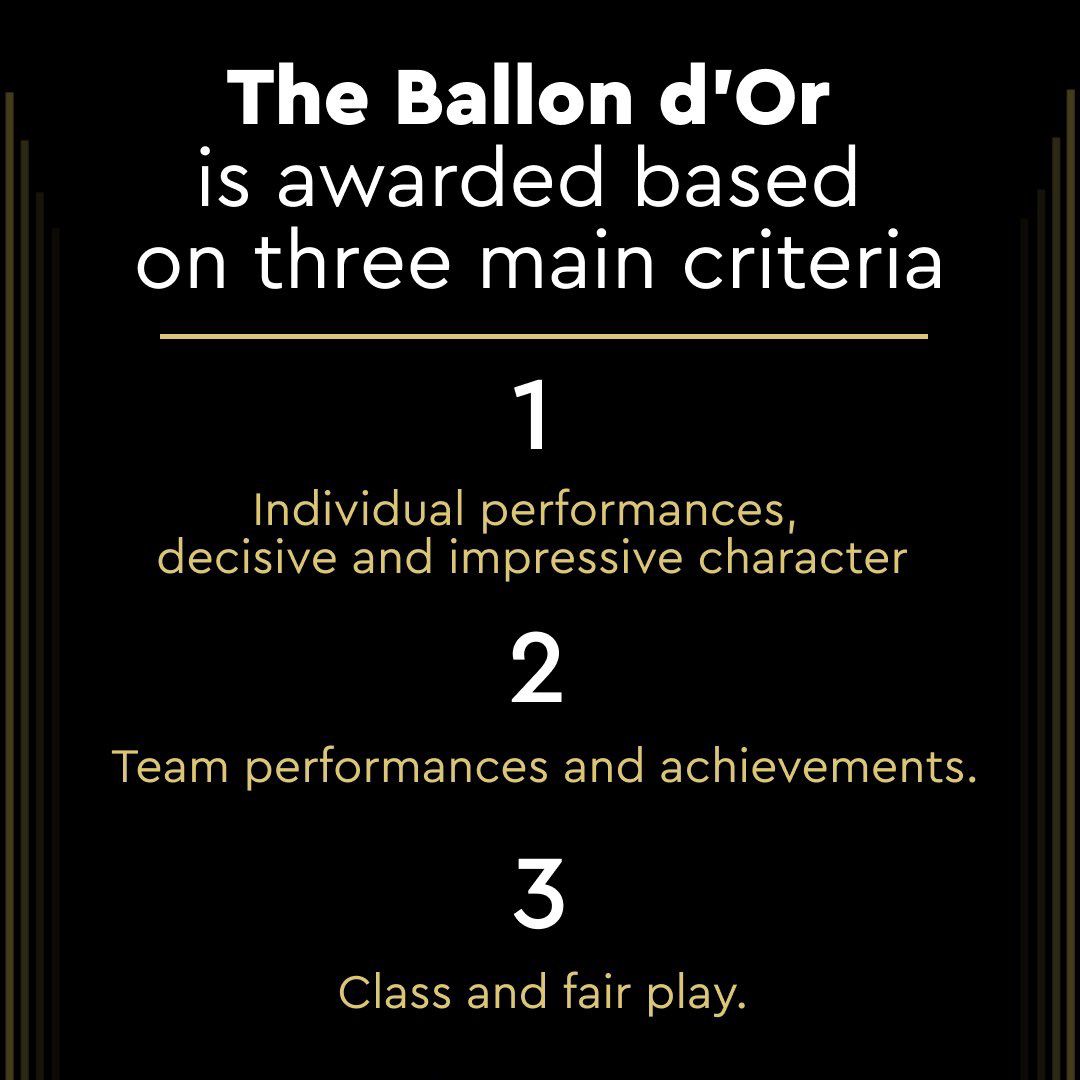 The Ballon d'Or
is awarded based
on three main criteria
1
Individual performances,
decisive and impressive character
2
Team performances and achievements.
3
Class and fair play.